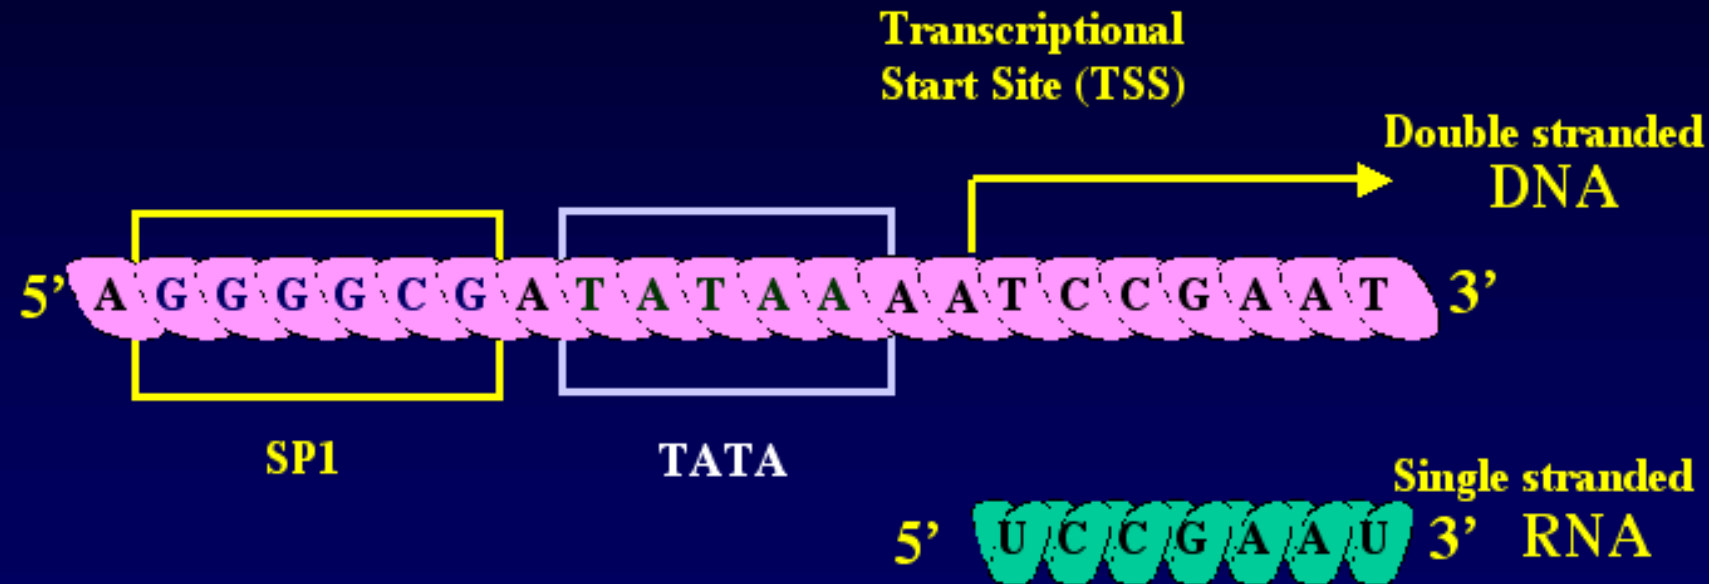 Transcriptional
Start Site (TSS)
Double stranded
DNA
5’ A G G G G C G A T A T A A A A T C C G A A T 3’
SP1
TATA
Single stranded
5’ U C C G A A U 3’ RNA